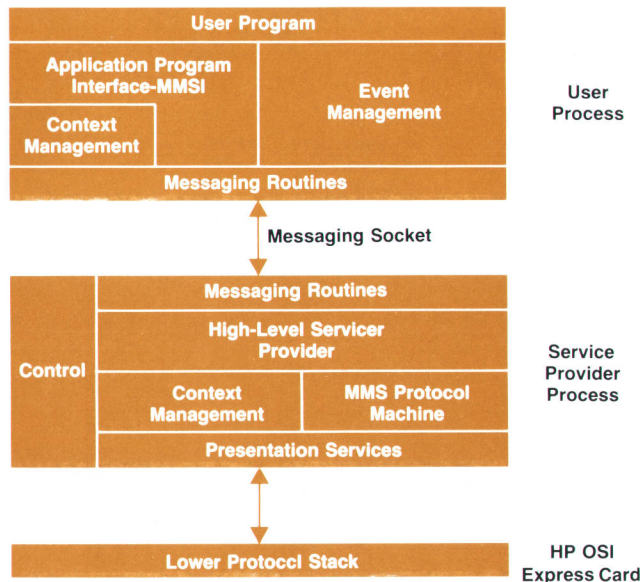 User Program
Application Program
Interface-MMSI
Context
Management
Event
Management
Messaging Routines
User
Process
Messaging Socket
Messaging Routines
High-Level Servicer
Provider
Control
Context
Management
MMS Protocol
Machine
Presentation Services
Service
Provider
Process
Lower Protocol Stack
HP OSI
Express Card